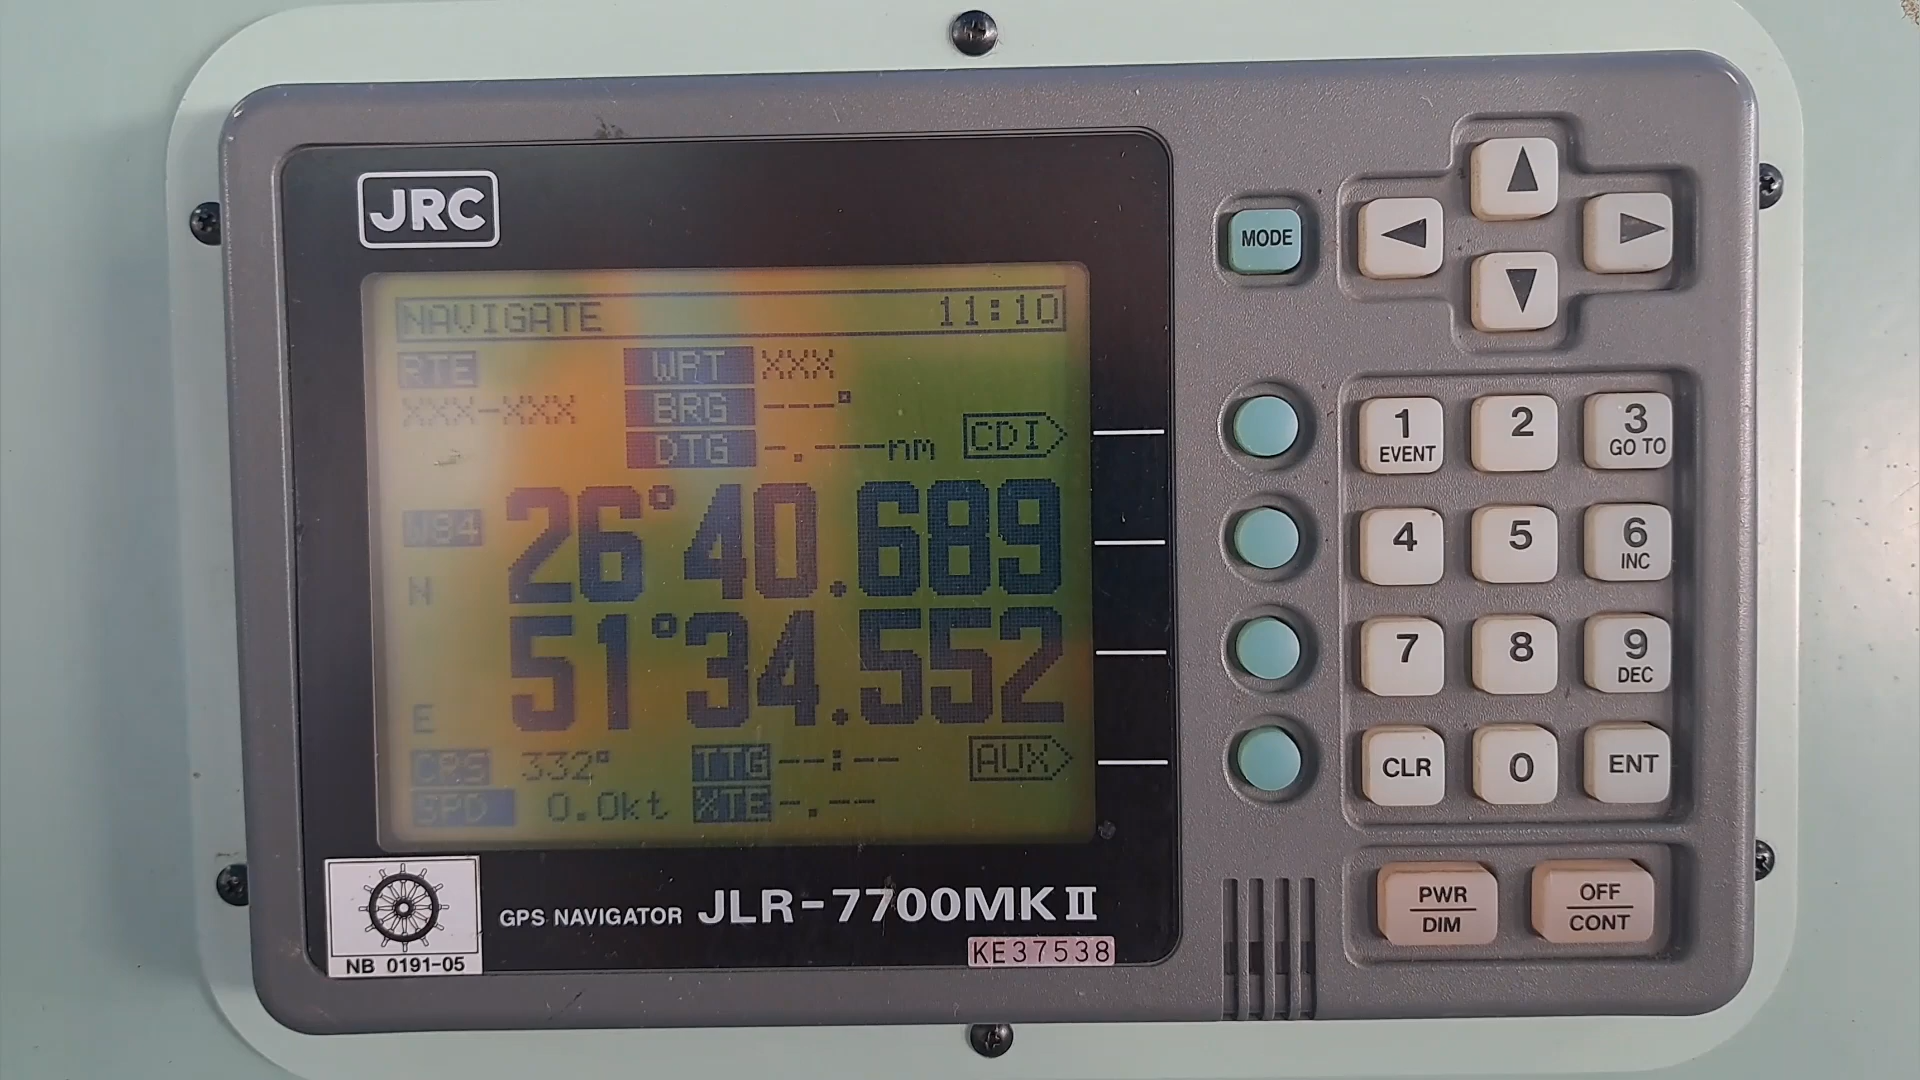 JRC
NAVIGATE 11:10
RTE WPT XXX
XXX-XXX BRG ---°
DTG -.---nm CDI
W84 26°40.689
N
51°34.552
E
CRS 332° TTG --:-- AUX
SPD 0.0kt XTE -.--
NB 0191-05
GPS NAVIGATOR JLR-7700MKⅡ
KE37538
MODE
1 2 3
EVENT GO TO
4 5 6
INC
7 8 9
DEC
CLR 0 ENT
PWR OFF
DIM CONT